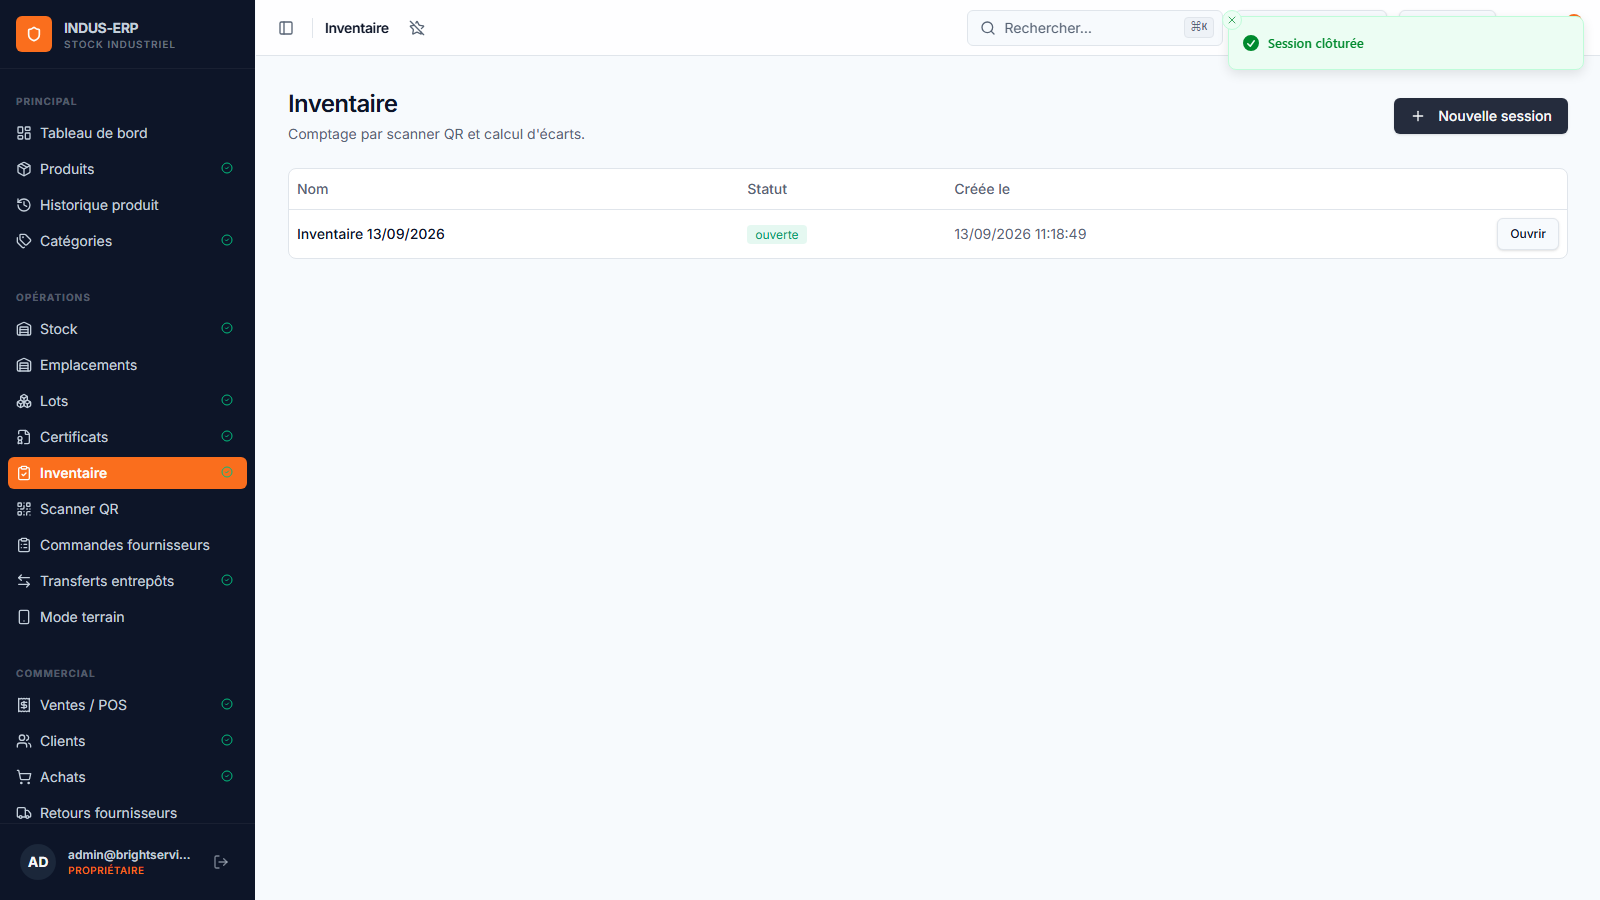 INDUS-ERP
STOCK INDUSTRIEL
PRINCIPAL
Tableau de bord
Produits
Historique produit
Catégories
OPÉRATIONS
Stock
Emplacements
Lots
Certificats
Inventaire
Scanner QR
Commandes fournisseurs
Transferts entrepôts
Mode terrain
COMMERCIAL
Ventes / POS
Clients
Achats
Retours fournisseurs
AD
admin@brightservi...
PROPRIÉTAIRE
Inventaire
Rechercher...
⌘K
Session clôturée
Inventaire
Comptage par scanner QR et calcul d'écarts.
Nouvelle session
Nom Statut Créée le
Inventaire 13/09/2026 ouverte 13/09/2026 11:18:49 Ouvrir